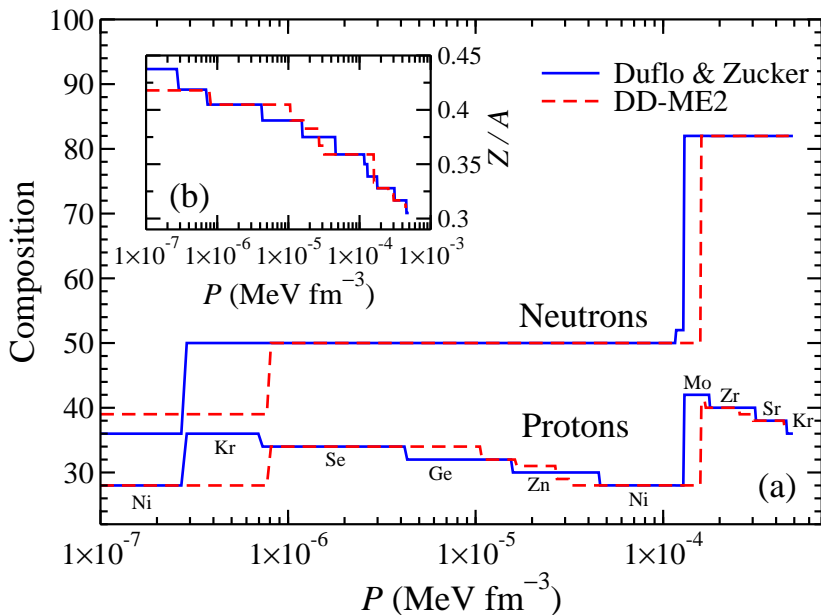 100
90
80
70
60
50
40
30
Composition
0.45
0.4
0.35
0.3
Z / A
(b)
1×10⁻⁷ 1×10⁻⁶ 1×10⁻⁵ 1×10⁻⁴ 1×10⁻³
P (MeV fm⁻³)
Duflo & Zucker
DD-ME2
Neutrons
Protons
Ni Kr Se Ge Zn Ni Mo Zr Sr Kr
(a)
1×10⁻⁷ 1×10⁻⁶ 1×10⁻⁵ 1×10⁻⁴
P (MeV fm⁻³)